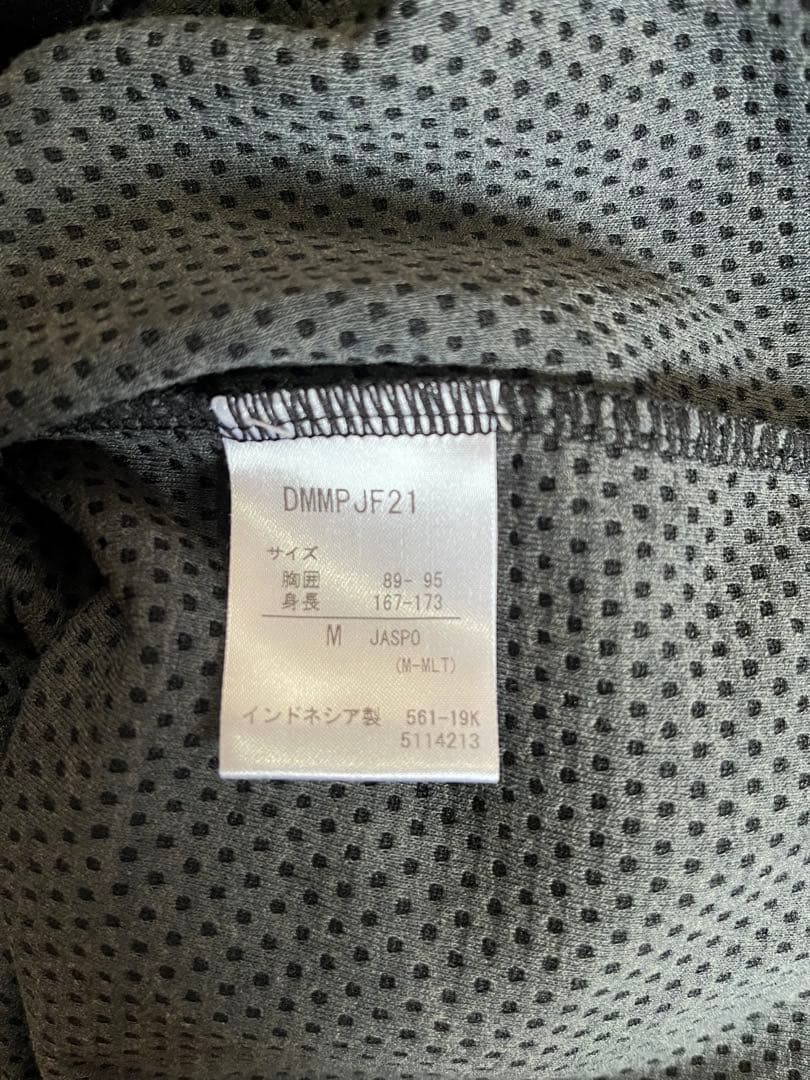 DMMPJF21
サイズ
胸囲 89- 95
身長 167-173
M JASPO
(M-MLT)
インドネシア製 561-19K
5114213